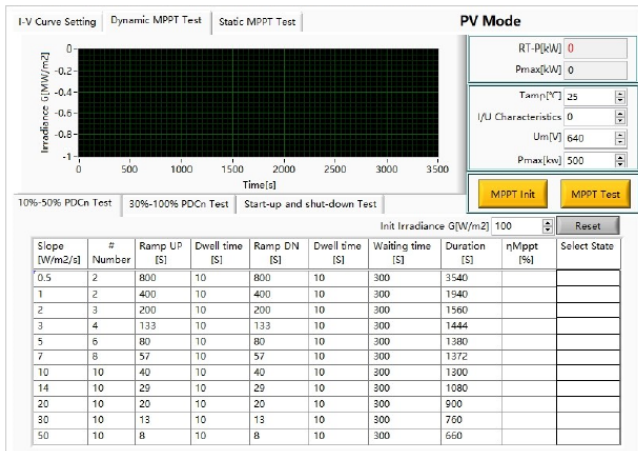 I-V Curve Setting Dynamic MPPT Test Static MPPT Test PV Mode
RT-P[kW] 0
Pmax[kW] 0
Tamp[℃] 25
I/U Characteristics 0
Um[V] 640
Pmax[kw] 500
MPPT Init MPPT Test
Irradiance G[MW/m2]
0
-0.2
-0.4
-0.6
-0.8
-1
0 500 1000 1500 2000 2500 3000 3500
Time[s]
10%-50% PDCn Test 30%-100% PDCn Test Start-up and shut-down Test
Init Irradiance G[W/m2] 100 Reset
Slope # Ramp UP Dwell time Ramp DN Dwell time Waiting time Duration ηMppt Select State
[W/m2/s] Number [S] [S] [S] [S] [S] [S] [%]
0.5 2 800 10 800 10 300 3540
1 2 400 10 400 10 300 1940
2 3 200 10 200 10 300 1560
3 4 133 10 133 10 300 1444
5 6 80 10 80 10 300 1380
7 8 57 10 57 10 300 1372
10 10 40 10 40 10 300 1300
14 10 29 10 29 10 300 1080
20 10 20 10 20 10 300 900
30 10 13 10 13 10 300 760
50 10 8 10 8 10 300 660